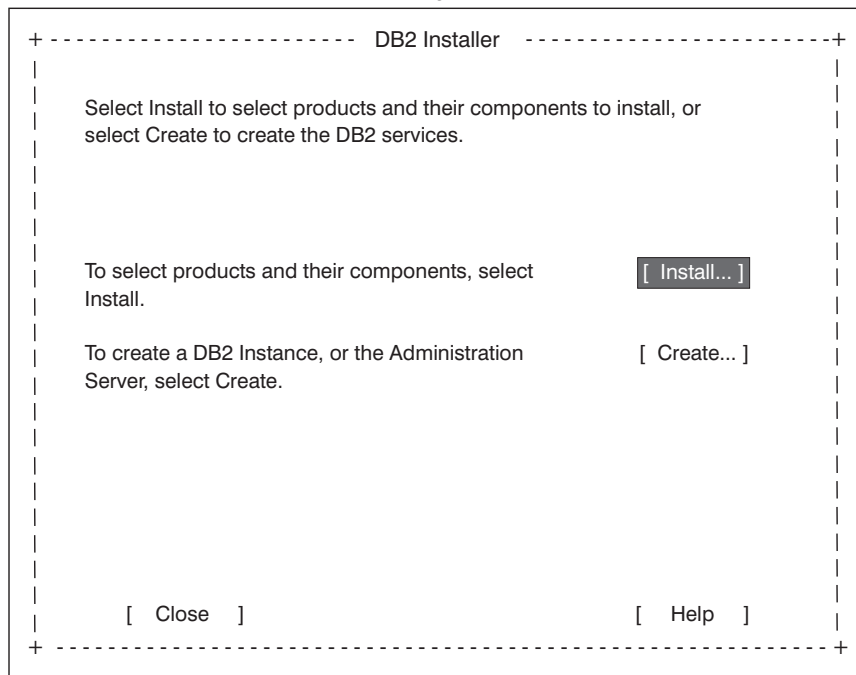 DB2 Installer
Select Install to select products and their components to install, or
select Create to create the DB2 services.
To select products and their components, select
Install.
[ Install... ]
To create a DB2 Instance, or the Administration
Server, select Create.
[ Create... ]
[ Close ]
[ Help ]